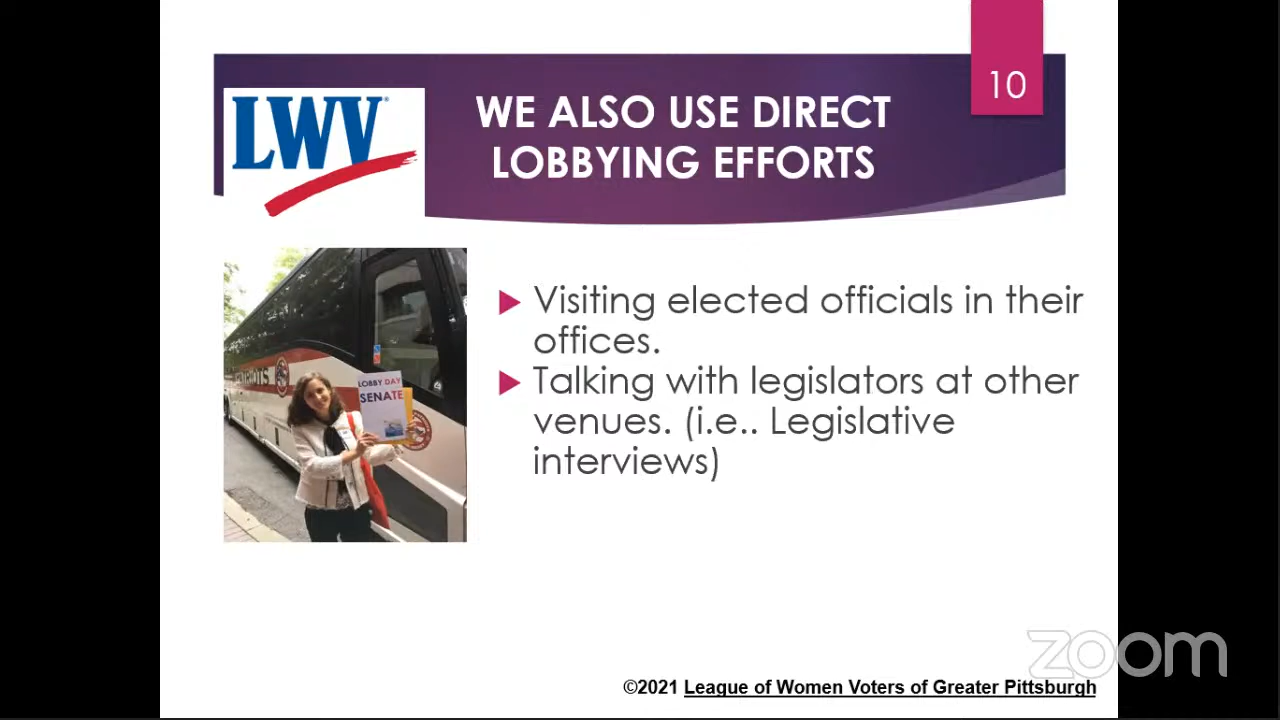 10
LWV®
WE ALSO USE DIRECT
LOBBYING EFFORTS
Visiting elected officials in their
offices.
Talking with legislators at other
venues. (i.e.. Legislative
interviews)
LOBBY DAY
SENATE
zoom
©2021 League of Women Voters of Greater Pittsburgh